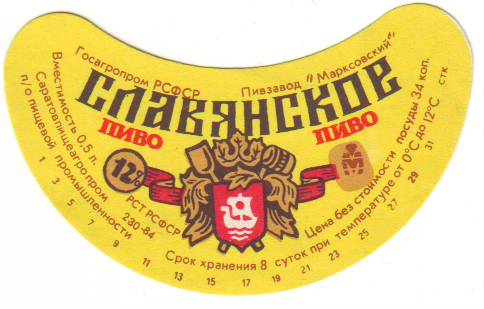 Госагропром РСФСР
Пивзавод "Марксовский"
СЛАВЯНСКОЕ
ПИВО
ПИВО
12%
Вместимость 0.5 л.
Саратовпищеагропром
п/о пищевой промышленности
РСТ РСФСР
230-84
Срок хранения 8 суток при температуре от 0°С до 12°С
Цена без стоимости посуды 34 коп.
стк
1 3 5 7 9 11 13 15 17 19 21 23 25 27 29 31